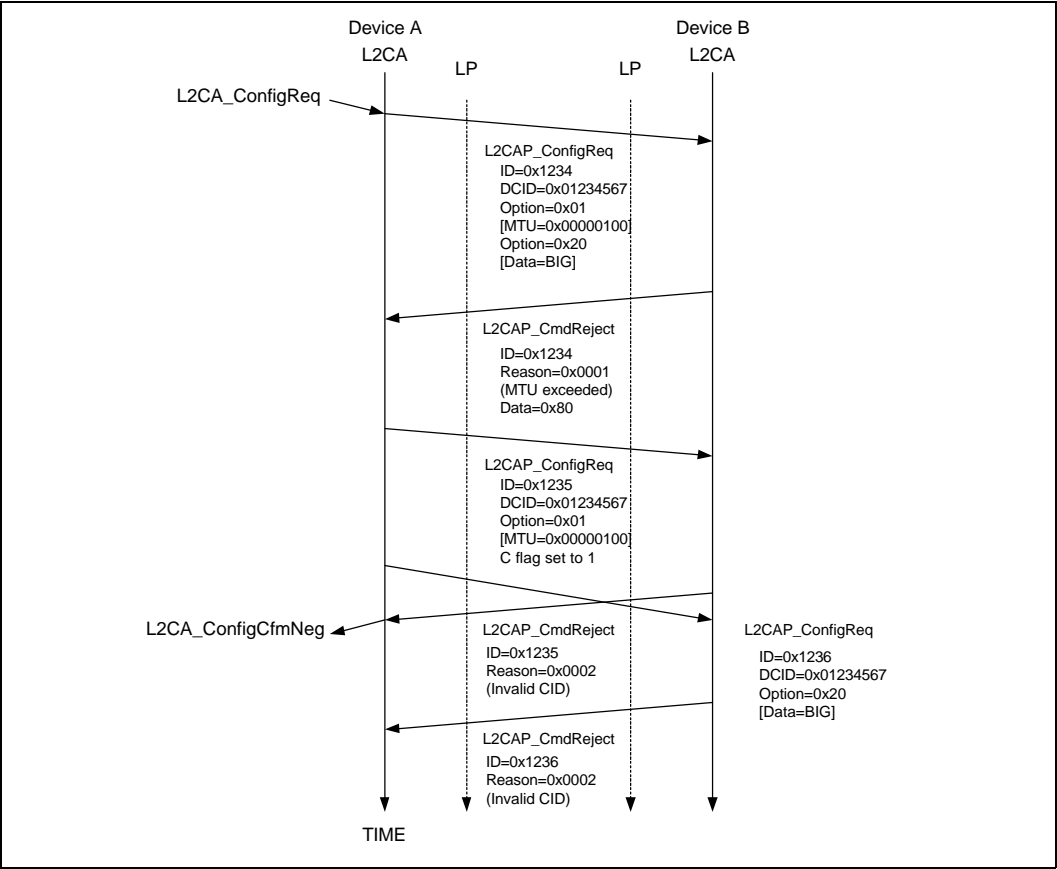 Device A
Device B
L2CA
L2CA
LP
LP
L2CA_ConfigReq
L2CAP_ConfigReq
ID=0x1234
DCID=0x01234567
Option=0x01
[MTU=0x00000100]
Option=0x20
[Data=BIG]
L2CAP_CmdReject
ID=0x1234
Reason=0x0001
(MTU exceeded)
Data=0x80
L2CAP_ConfigReq
ID=0x1235
DCID=0x01234567
Option=0x01
[MTU=0x00000100]
C flag set to 1
L2CA_ConfigCfmNeg
L2CAP_CmdReject
ID=0x1235
Reason=0x0002
(Invalid CID)
L2CAP_ConfigReq
ID=0x1236
DCID=0x01234567
Option=0x20
[Data=BIG]
L2CAP_CmdReject
ID=0x1236
Reason=0x0002
(Invalid CID)
TIME